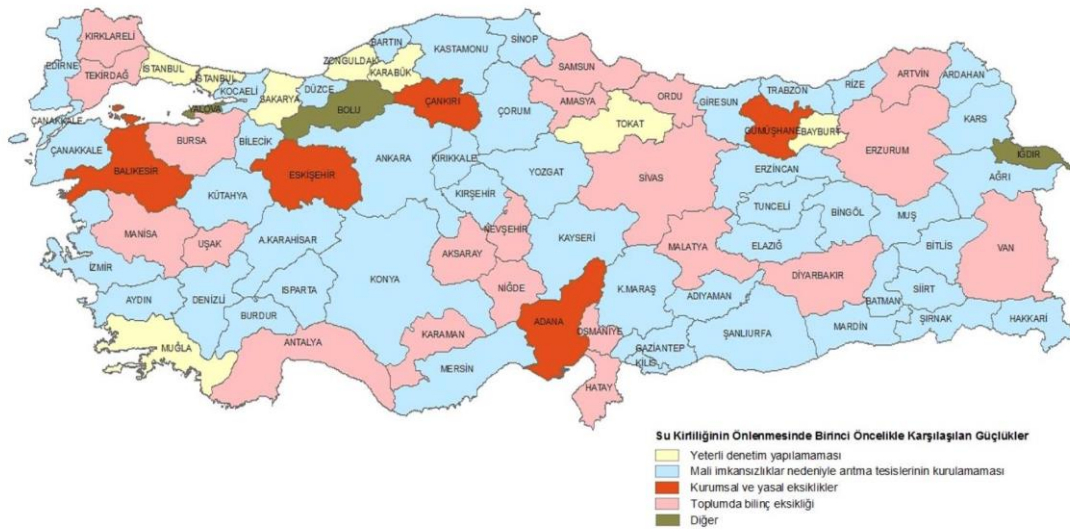 KIRKLARELİ
EDİRNE
TEKİRDAĞ
İSTANBUL
İSTANBUL
KOCAELİ
YALOVA
SAKARYA
DÜZCE
ZONGULDAK
BARTIN
KARABÜK
KASTAMONU
SİNOP
BOLU
ÇANKIRI
ÇORUM
SAMSUN
AMASYA
ORDU
TOKAT
GİRESUN
TRABZON
RİZE
ARTVİN
ARDAHAN
GÜMÜŞHANE
BAYBURT
KARS
ERZURUM
IĞDIR
AĞRI
ÇANAKKALE
ÇANAKKALE
BALIKESİR
BURSA
BİLECİK
ESKİŞEHİR
ANKARA
KIRIKKALE
YOZGAT
KIRŞEHİR
SİVAS
ERZİNCAN
TUNCELİ
BİNGÖL
MUŞ
KÜTAHYA
MANİSA
UŞAK
A.KARAHİSAR
NEVŞEHİR
AKSARAY
KAYSERİ
MALATYA
ELAZIĞ
BİTLİS
VAN
İZMİR
KONYA
NİĞDE
DİYARBAKIR
SİİRT
BATMAN
AYDIN
DENİZLİ
ISPARTA
BURDUR
K.MARAŞ
ADIYAMAN
ŞIRNAK
HAKKARİ
MARDİN
ŞANLIURFA
ADANA
OSMANİYE
GAZİANTEP
KİLİS
MUĞLA
ANTALYA
KARAMAN
MERSİN
HATAY
Su Kirliliğinin Önlenmesinde Birinci Öncelikle Karşılaşılan Güçlükler
Yeterli denetim yapılamaması
Mali imkansızlıklar nedeniyle arıtma tesislerinin kurulamaması
Kurumsal ve yasal eksiklikler
Toplumda bilinç eksikliği
Diğer